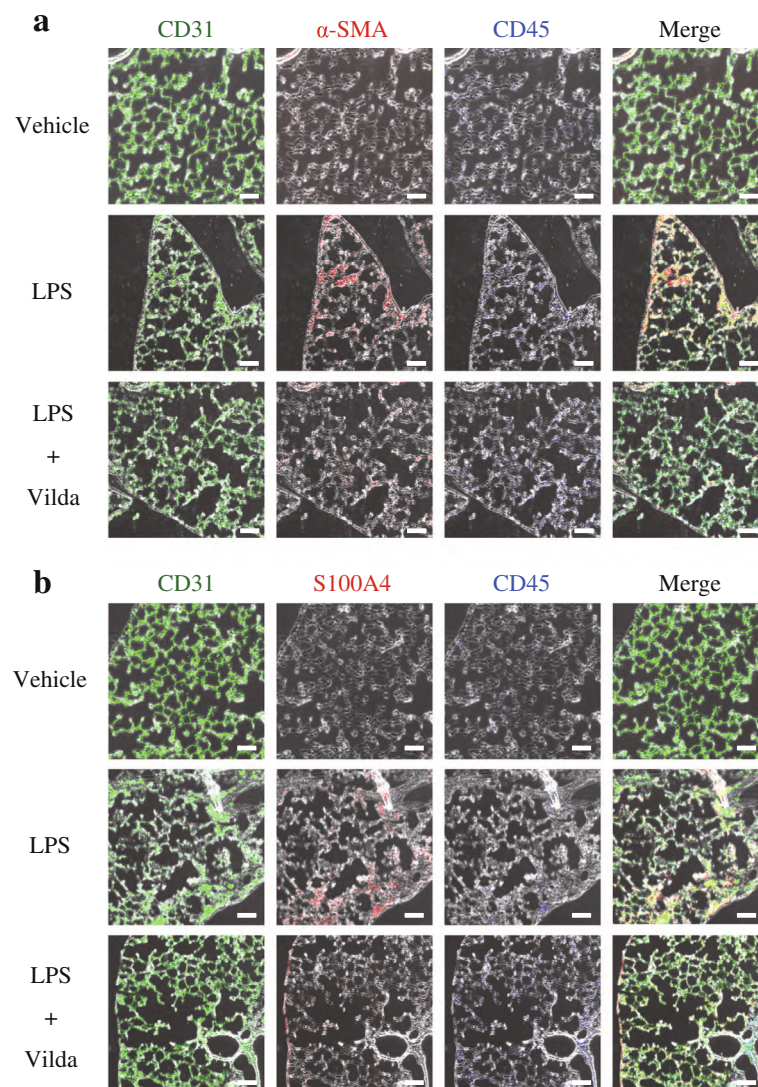 a
CD31 α-SMA CD45 Merge
Vehicle
LPS
LPS
+
Vilda
b
CD31 S100A4 CD45 Merge
Vehicle
LPS
LPS
+
Vilda